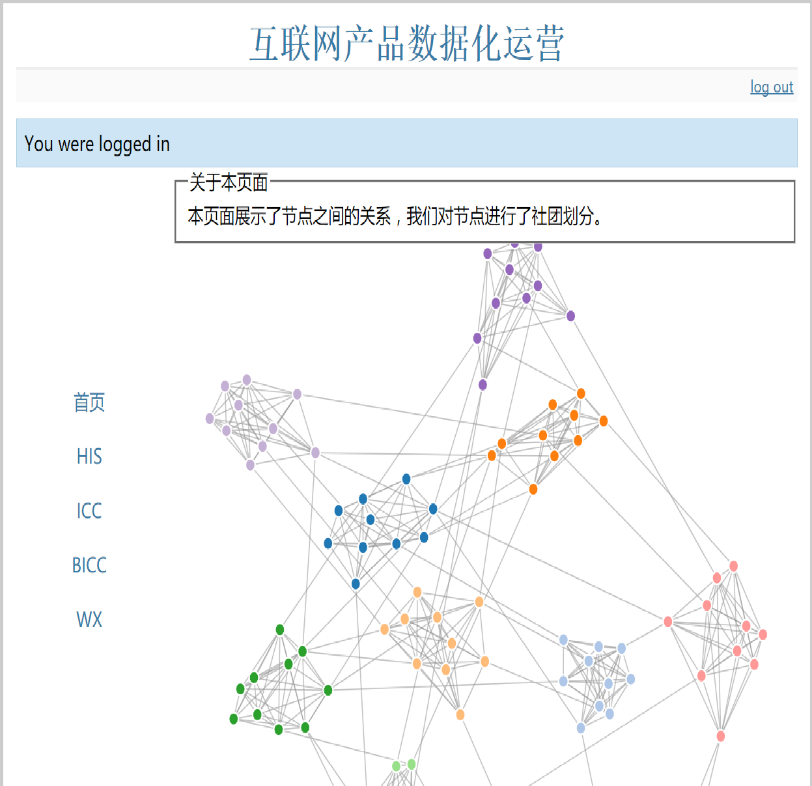 互联网产品数据化运营
log out
You were logged in
关于本页面
本页面展示了节点之间的关系，我们对节点进行了社团划分。
首页
HIS
ICC
BICC
WX